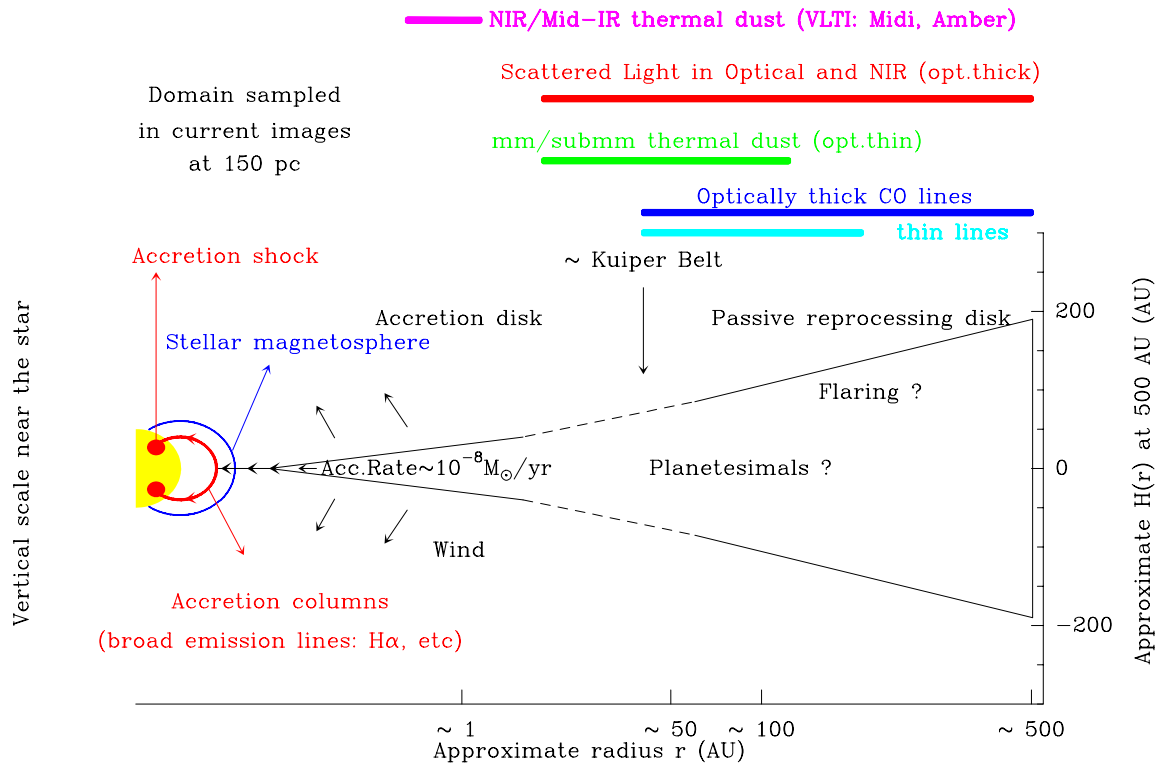 NIR/Mid-IR thermal dust (VLTI: Midi, Amber)
Scattered Light in Optical and NIR (opt.thick)
Domain sampled
in current images
at 150 pc
mm/submm thermal dust (opt.thin)
Optically thick CO lines
thin lines
Accretion shock
~ Kuiper Belt
Accretion disk
Passive reprocessing disk
Stellar magnetosphere
Flaring ?
Acc.Rate~10⁻⁸M⊙/yr
Planetesimals ?
Wind
Accretion columns
(broad emission lines: Hα, etc)
Vertical scale near the star
200
0
−200
Approximate H(r) at 500 AU (AU)
~ 1
~ 50
~ 100
~ 500
Approximate radius r (AU)